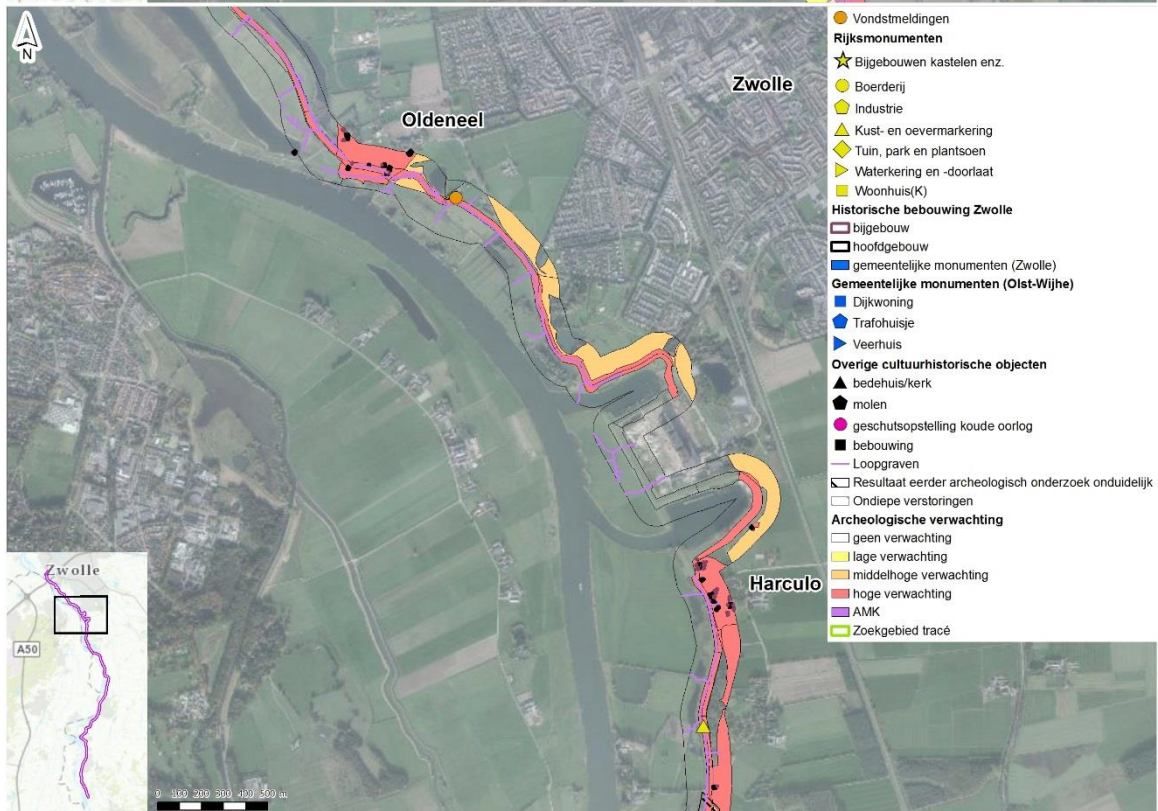 N
Oldeneel
Zwolle
Harculo
Zwolle
A50
0 100 200 300 400 500 m
Vondstmeldingen
Rijksmonumenten
Bijgebouwen kastelen enz.
Boerderij
Industrie
Kust- en oevermarkering
Tuin, park en plantsoen
Waterkering en -doorlaat
Woonhuis(K)
Historische bebouwing Zwolle
bijgebouw
hoofdgebouw
gemeentelijke monumenten (Zwolle)
Gemeentelijke monumenten (Olst-Wijhe)
Dijkwoning
Trafohuisje
Veerhuis
Overige cultuurhistorische objecten
bedehuis/kerk
molen
geschutsopstelling koude oorlog
bebouwing
Loopgraven
Resultaat eerder archeologisch onderzoek onduidelijk
Ondiepe verstoringen
Archeologische verwachting
geen verwachting
lage verwachting
middelhoge verwachting
hoge verwachting
AMK
Zoekgebied tracé